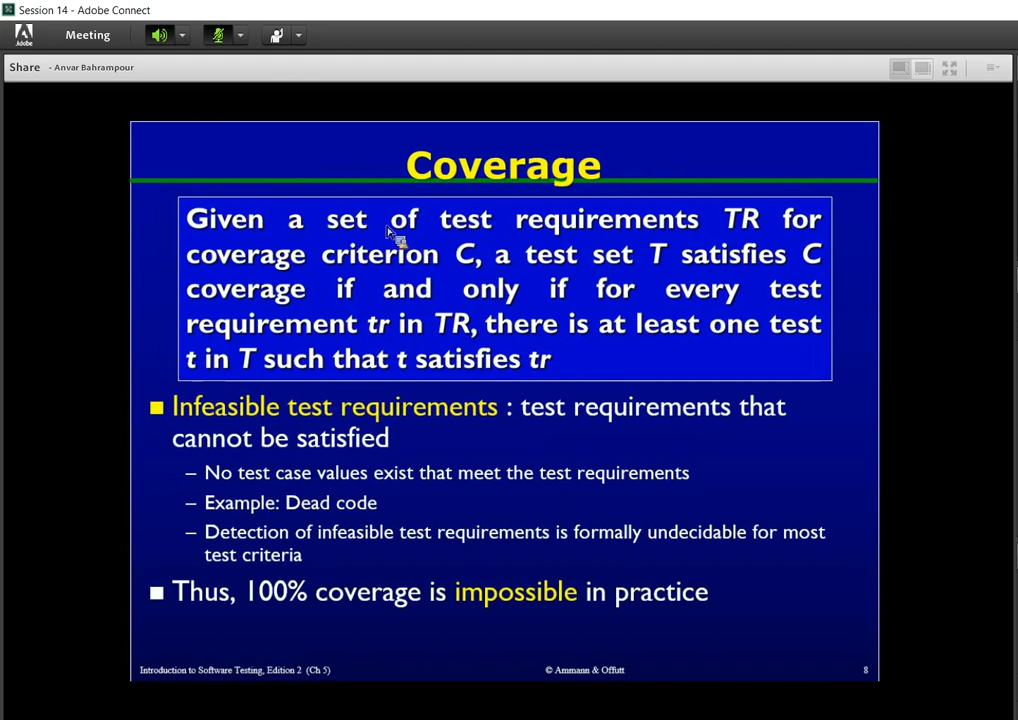 Session 14 - Adobe Connect
Adobe
Meeting
Share - Anvar Bahrampour
Coverage
Given a set of test requirements TR for
coverage criterion C, a test set T satisfies C
coverage if and only if for every test
requirement tr in TR, there is at least one test
t in T such that t satisfies tr
Infeasible test requirements : test requirements that
cannot be satisfied
– No test case values exist that meet the test requirements
– Example: Dead code
– Detection of infeasible test requirements is formally undecidable for most
test criteria
Thus, 100% coverage is impossible in practice
Introduction to Software Testing, Edition 2 (Ch 5) © Ammann & Offutt 8